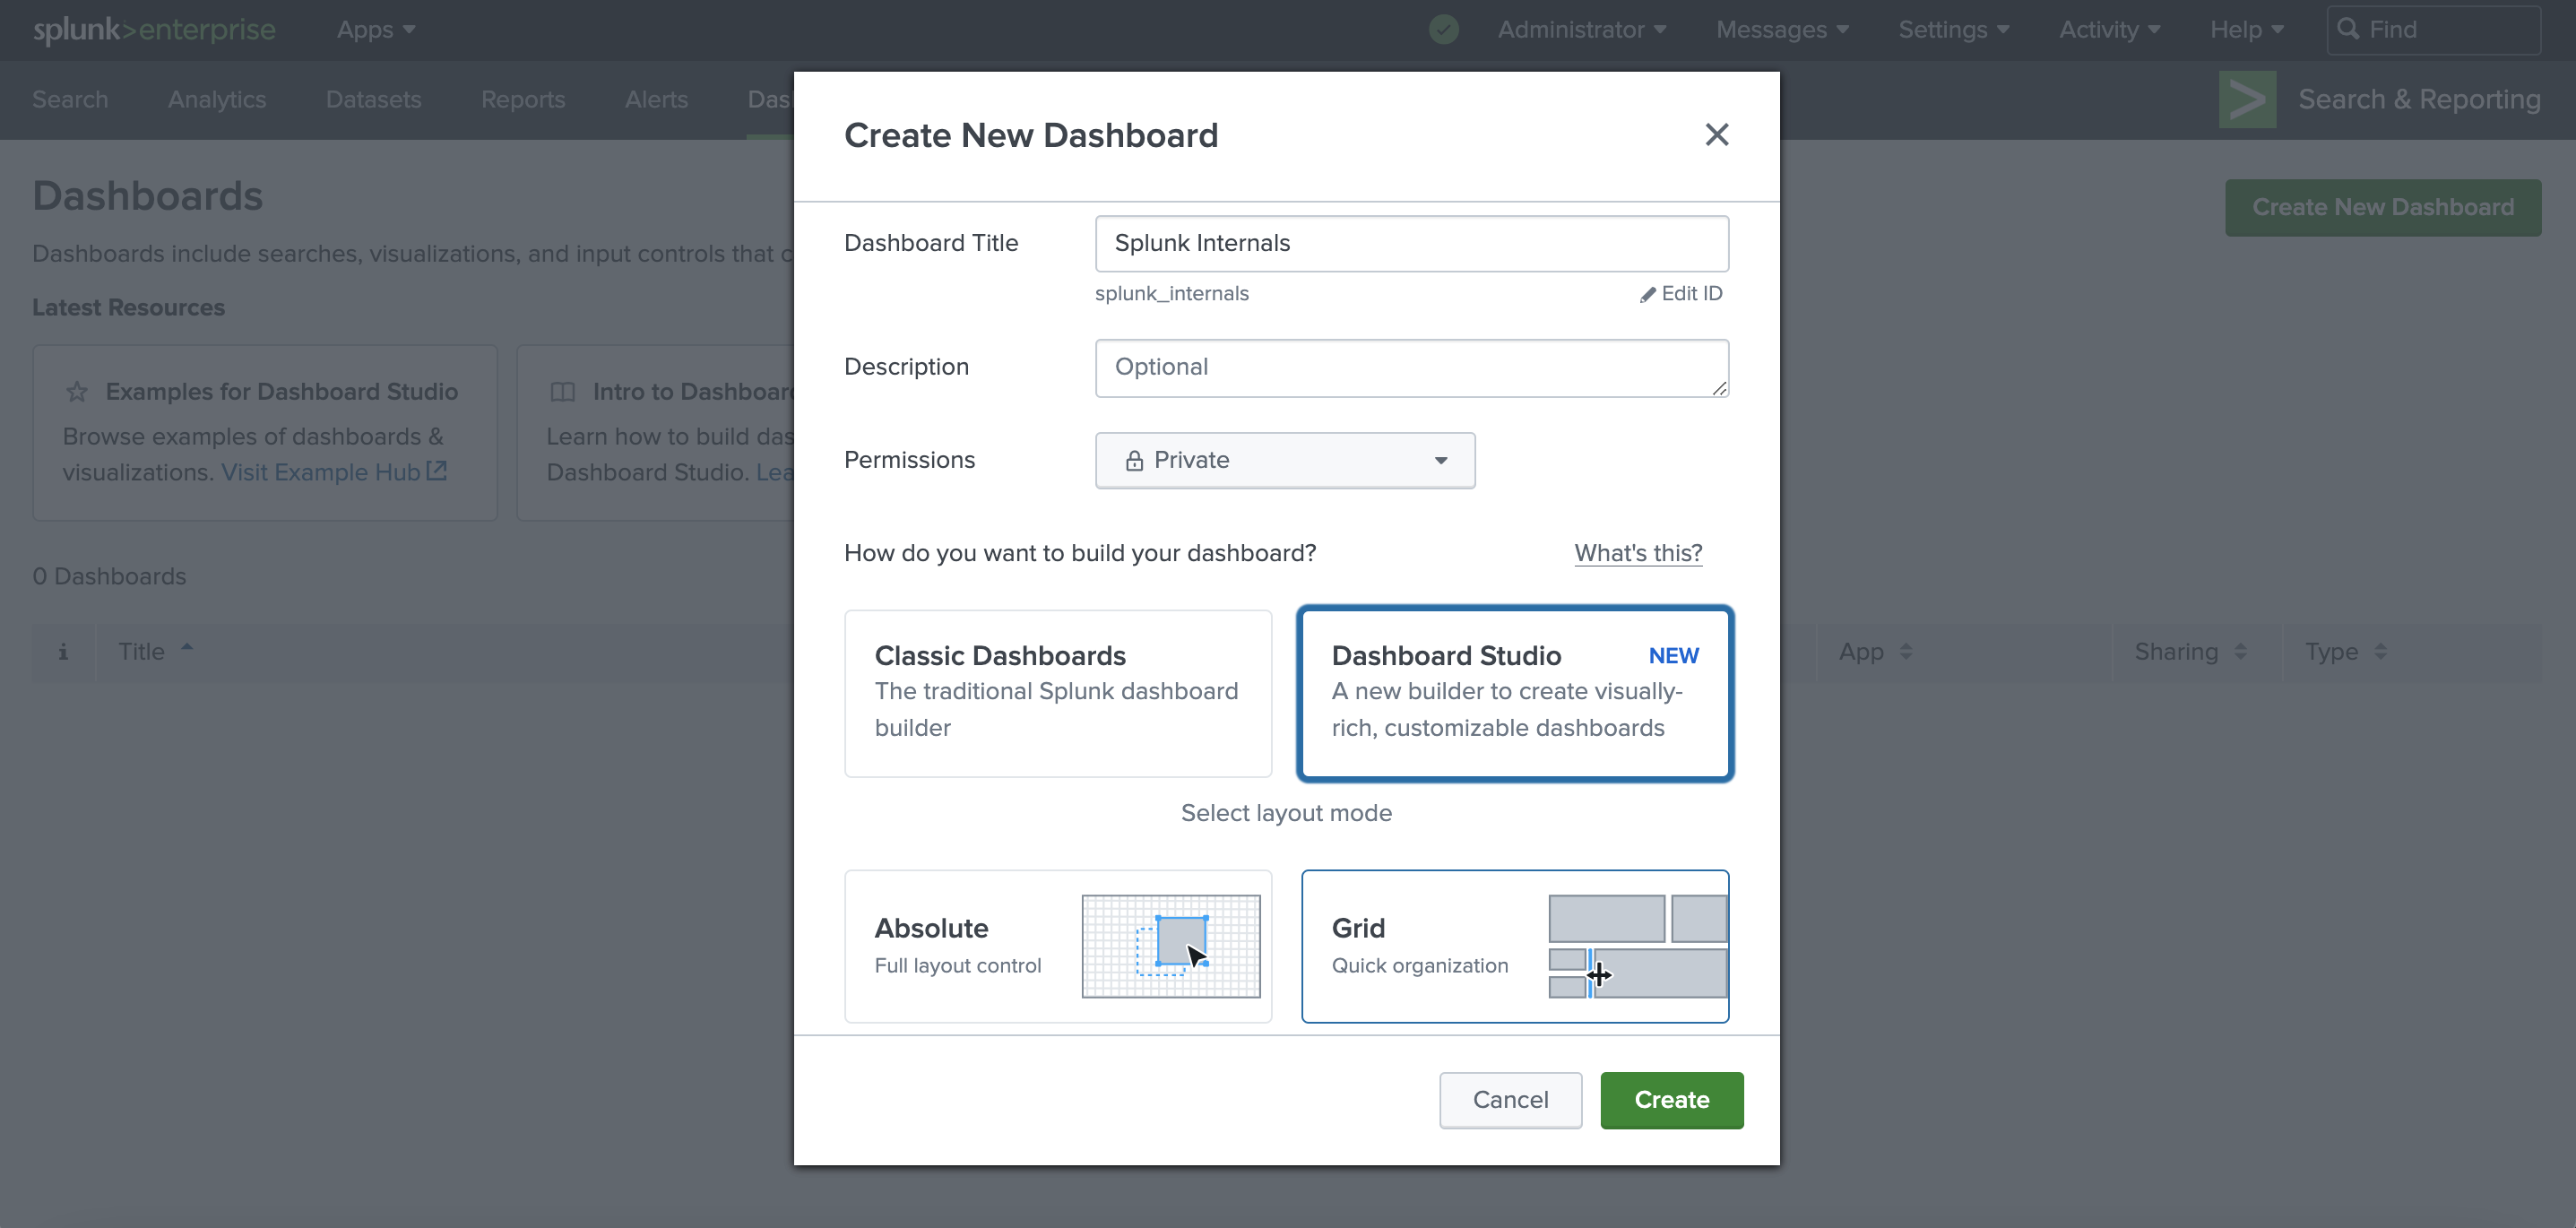 splunk>enterprise Apps Administrator Messages Settings Activity Help Find
Search Analytics Datasets Reports Alerts Das Search & Reporting
Dashboards
Create New Dashboard
Dashboards include searches, visualizations, and input controls that c
Latest Resources
Examples for Dashboard Studio
Browse examples of dashboards &
visualizations. Visit Example Hub
Intro to Dashboar
Learn how to build das
Dashboard Studio. Lea
0 Dashboards
i Title App Sharing Type
Create New Dashboard
Dashboard Title Splunk Internals
splunk_internals Edit ID
Description Optional
Permissions Private
How do you want to build your dashboard? What's this?
Classic Dashboards
The traditional Splunk dashboard
builder
Dashboard Studio NEW
A new builder to create visually-
rich, customizable dashboards
Select layout mode
Absolute
Full layout control
Grid
Quick organization
Cancel Create